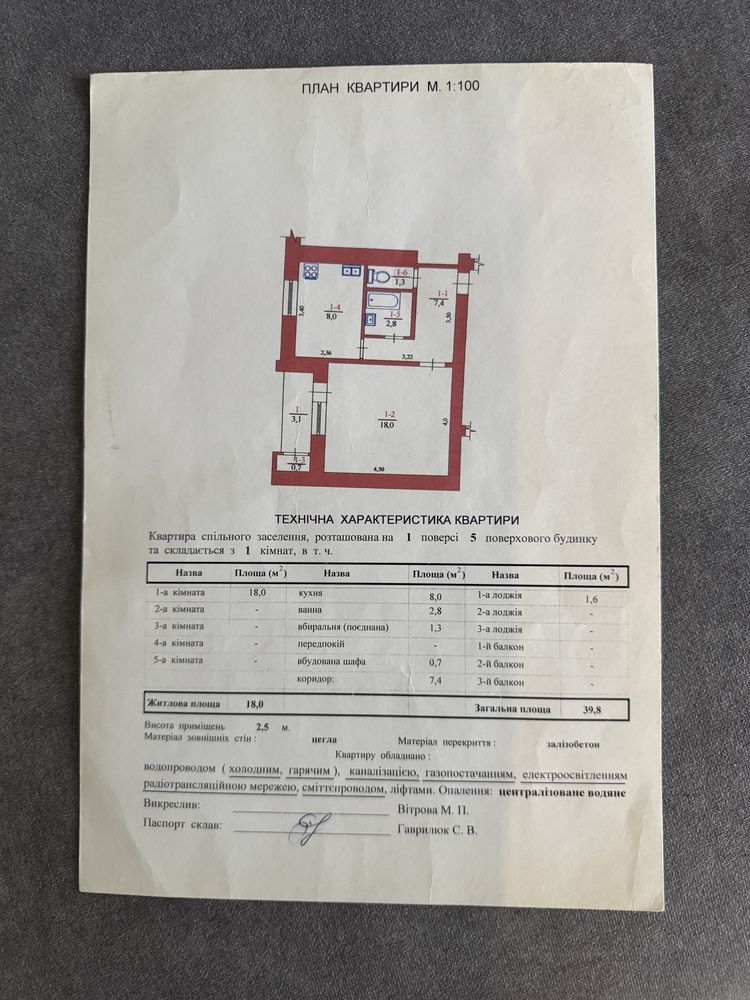 ПЛАН КВАРТИРИ М. 1:100
1-6
1,3
1-1
7,4
1-4
8,0
3,40
1-5
2,8
3,30
2,36
3,22
1
3,1
1-2
18,0
4,0
1-3
0,7
4,50
ТЕХНІЧНА ХАРАКТЕРИСТИКА КВАРТИРИ
Квартира спільного заселення, розташована на 1 поверсі 5 поверхового будинку
та складається з 1 кімнат, в т. ч.
Назва Площа (м²) Назва Площа (м²) Назва Площа (м²)
1-а кімната 18,0 кухня 8,0 1-а лоджія 1,6
2-а кімната - ванна 2,8 2-а лоджія -
3-а кімната - вбиральня (поєднана) 1,3 3-а лоджія -
4-а кімната - передпокій - 1-й балкон -
5-а кімната - вбудована шафа 0,7 2-й балкон -
коридор: 7,4 3-й балкон -
Житлова площа 18,0 Загальна площа 39,8
Висота приміщень 2,5 м.
Матеріал зовнішніх стін : цегла Матеріал перекриття : залізобетон
Квартиру обладнано :
водопроводом ( холодним, гарячим ), каналізацією, газопостачанням, електроосвітленням
радіотрансляційною мережею, сміттєпроводом, ліфтами. Опалення: централізоване водяне
Викреслив: Вітрова М. П.
Паспорт склав: Гаврилюк С. В.